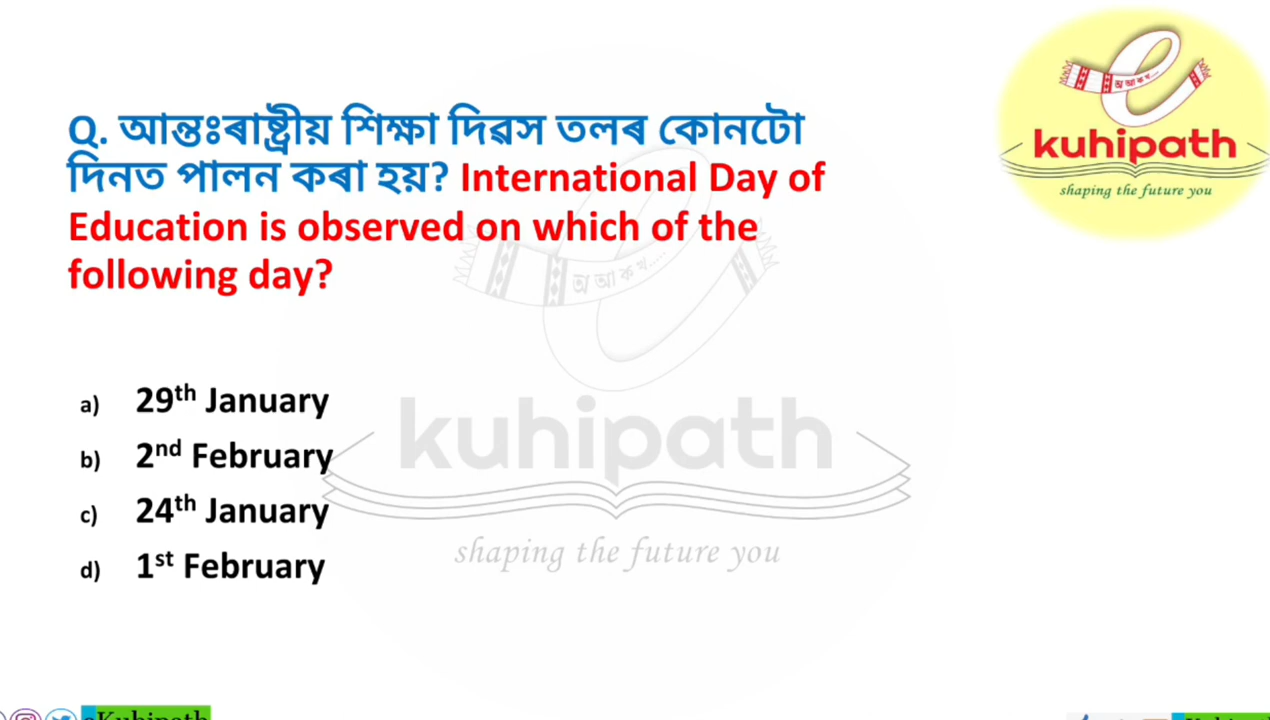 Q. আন্তঃৰাষ্ট্ৰীয় শিক্ষা দিৱস তলৰ কোনটো
দিনত পালন কৰা হয়? International Day of
Education is observed on which of the
following day?
a) 29th January
b) 2nd February
c) 24th January
d) 1st February
অ আ ক খ....
kuhipath
shaping the future you
অ আ ক খ.....
kuhipath
shaping the future you
eKuhipath